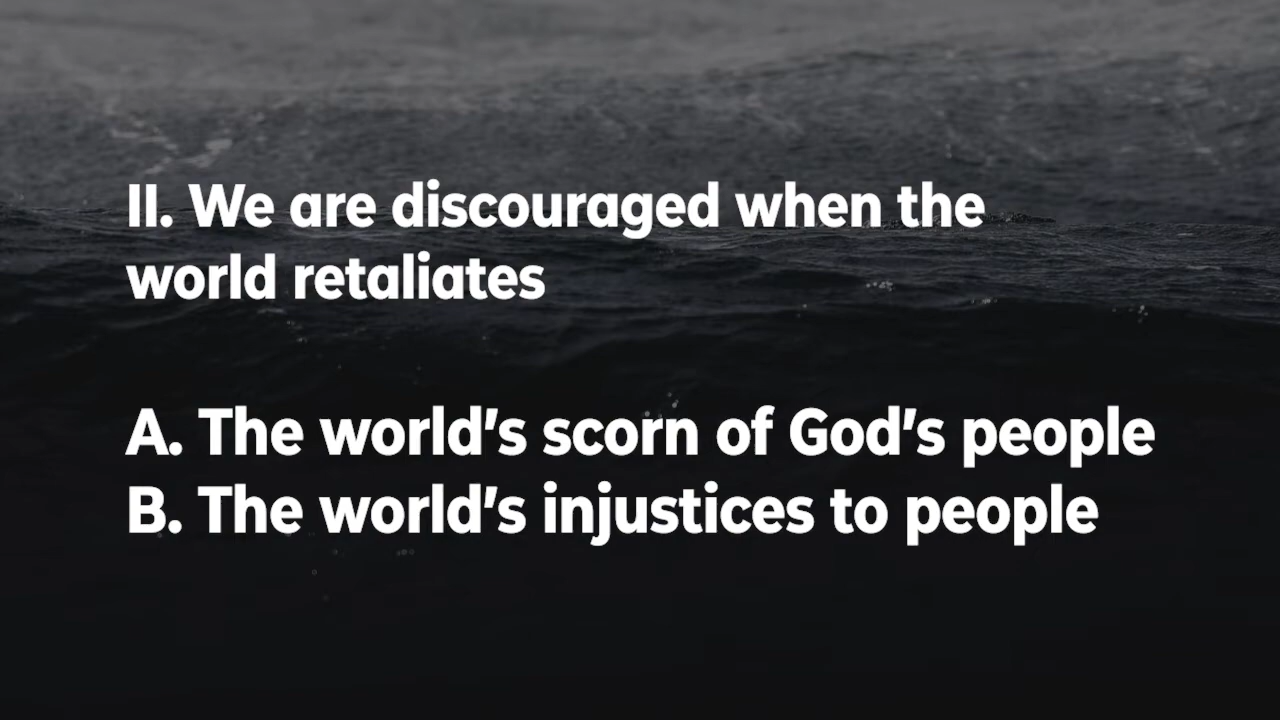 II. We are discouraged when the
world retaliates
A. The world's scorn of God's people
B. The world's injustices to people